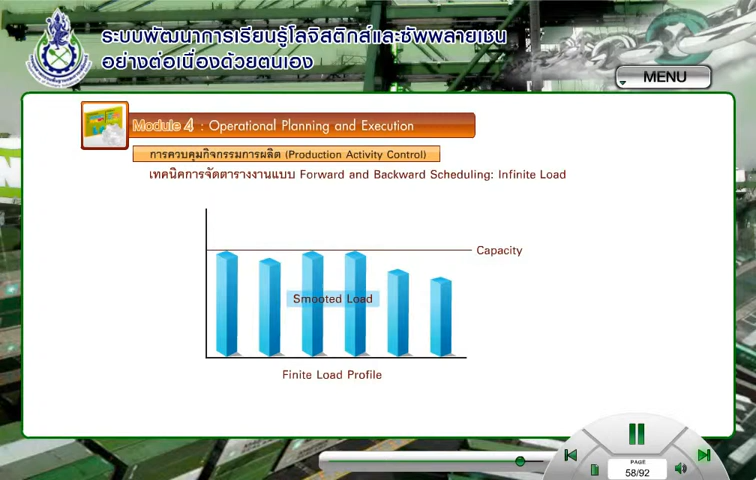 ระบบพัฒนาการเรียนรู้โลจิสติกส์และซัพพลายเชน
อย่างต่อเนื่องด้วยตนเอง
MENU
Module 4 : Operational Planning and Execution
การควบคุมกิจกรรมการผลิต (Production Activity Control)
เทคนิคการจัดตารางงานแบบ Forward and Backward Scheduling: Infinite Load
Capacity
Smooted Load
Finite Load Profile
PAGE
58/92